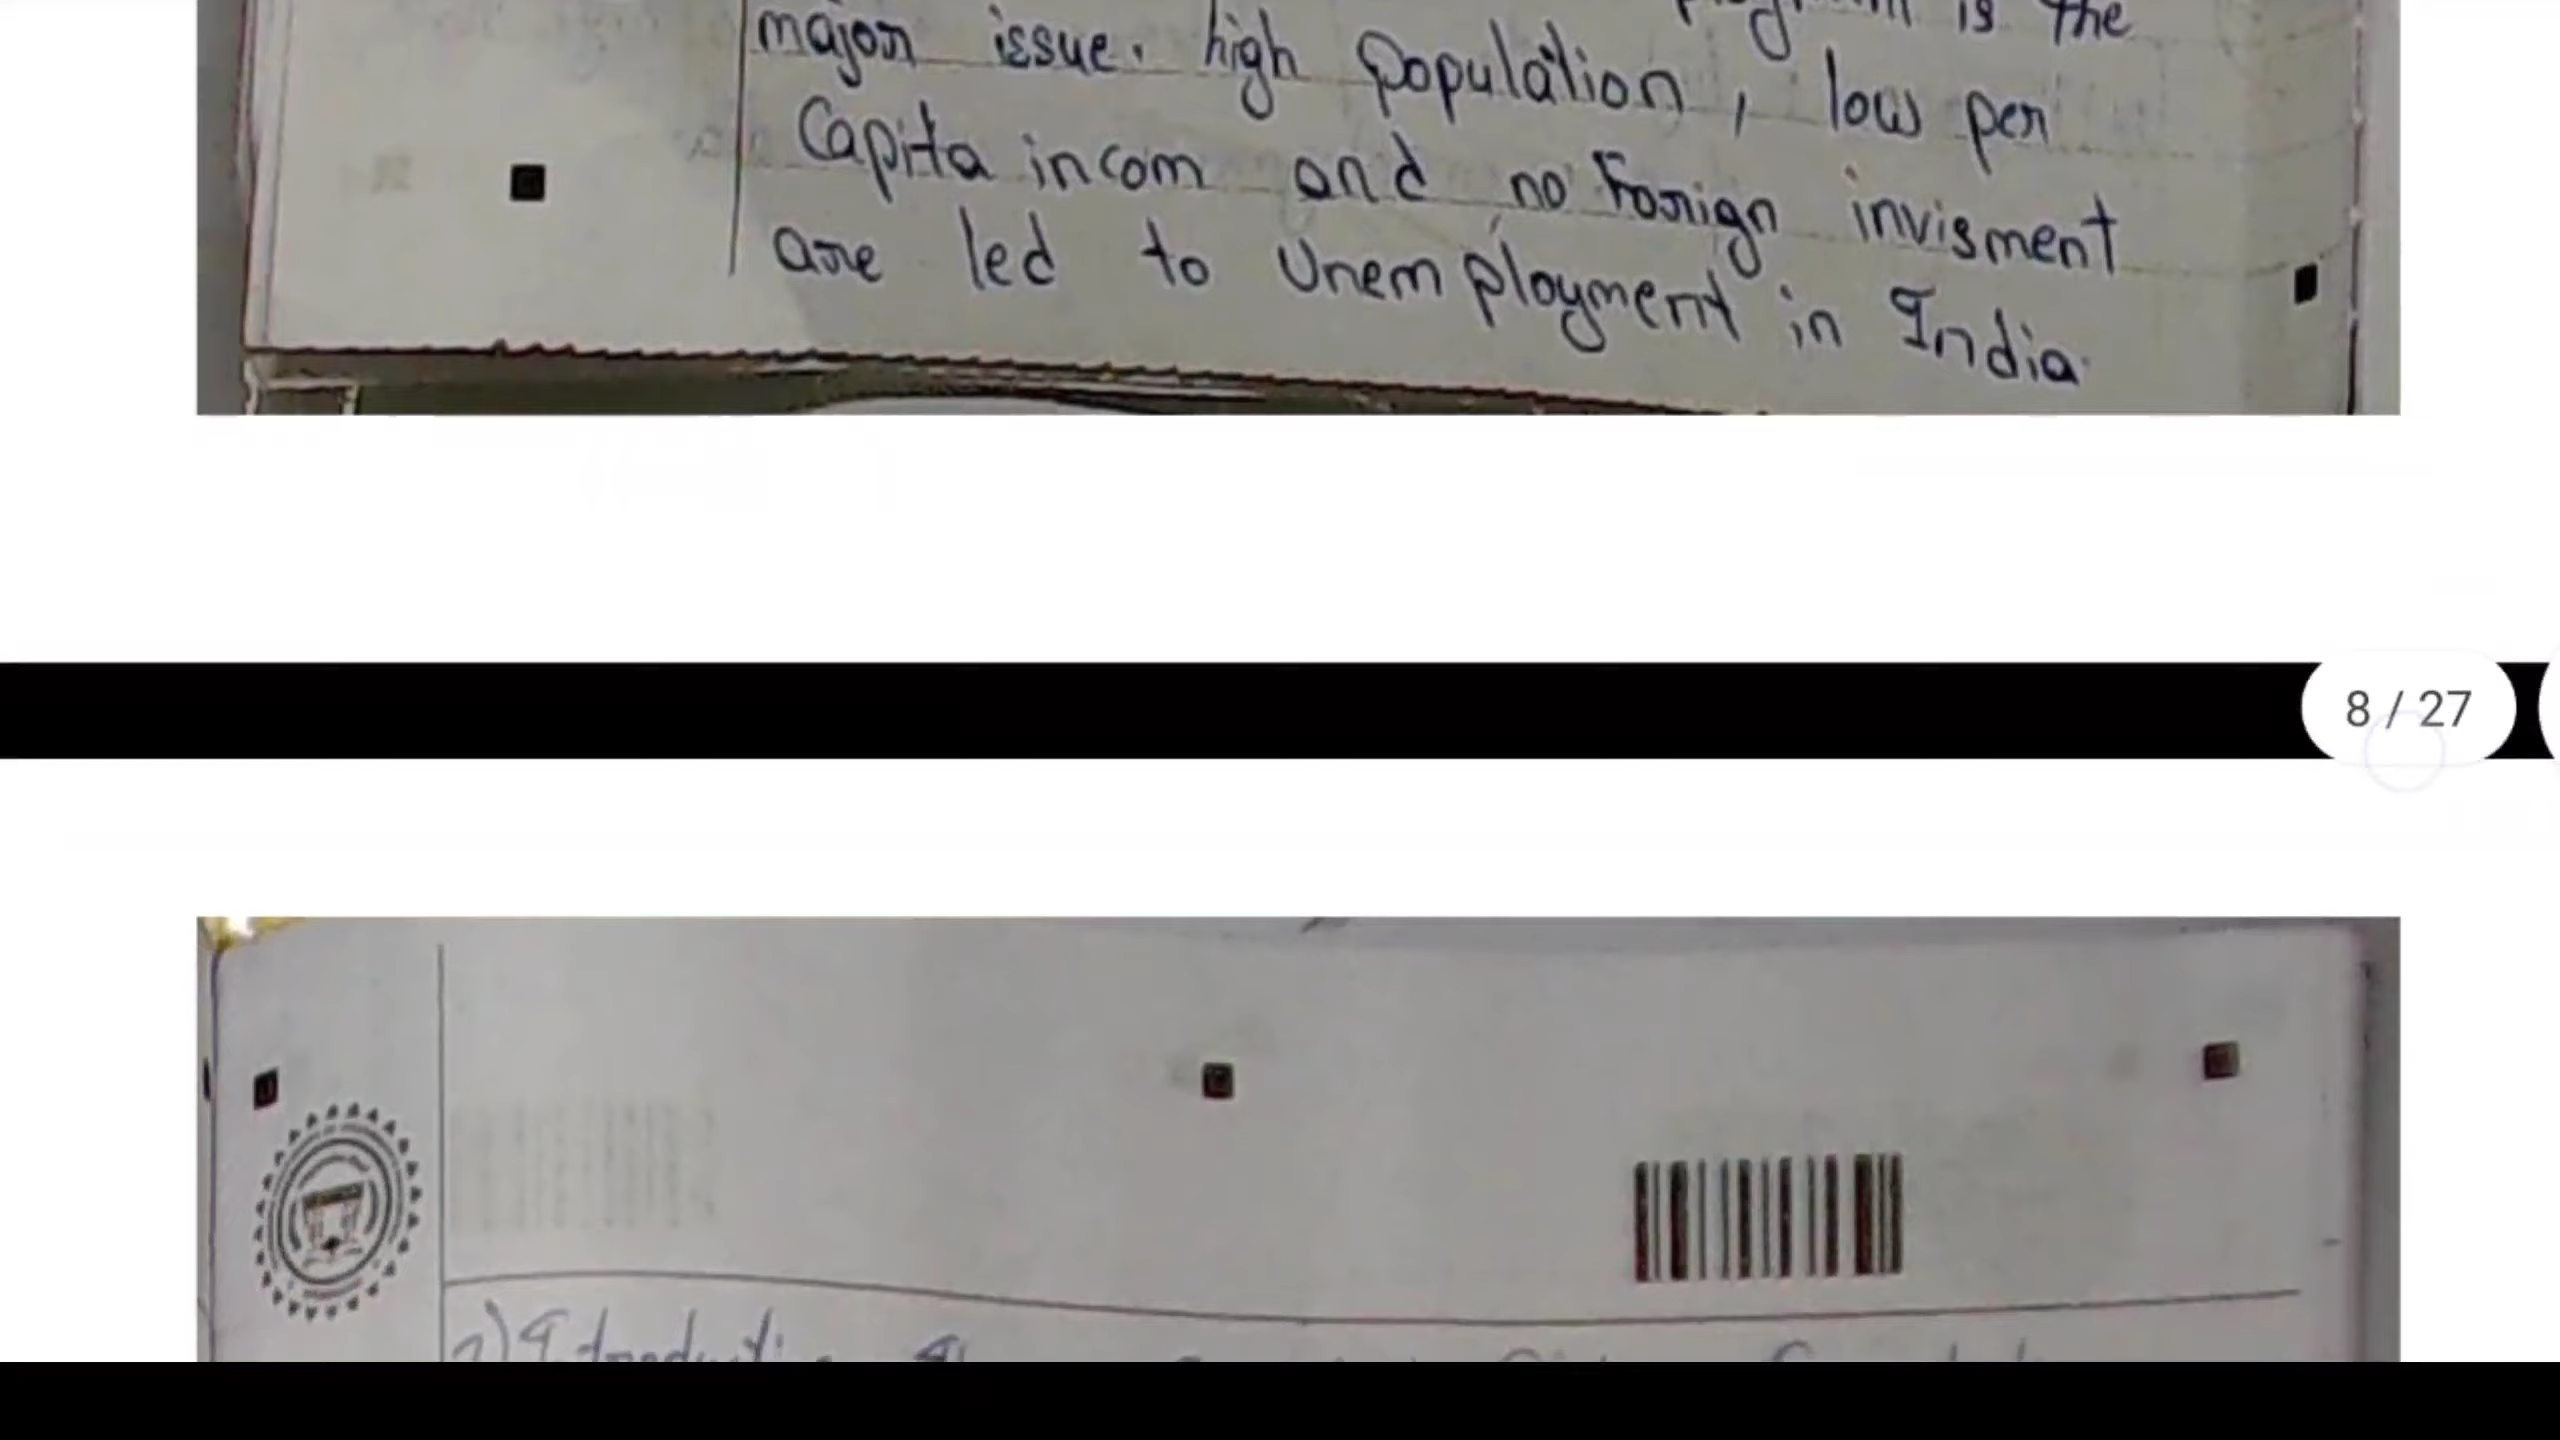 is the
major issue. high population, low per
Capita incom and no Forign invisment
are led to Unemployment in India.
8 / 27